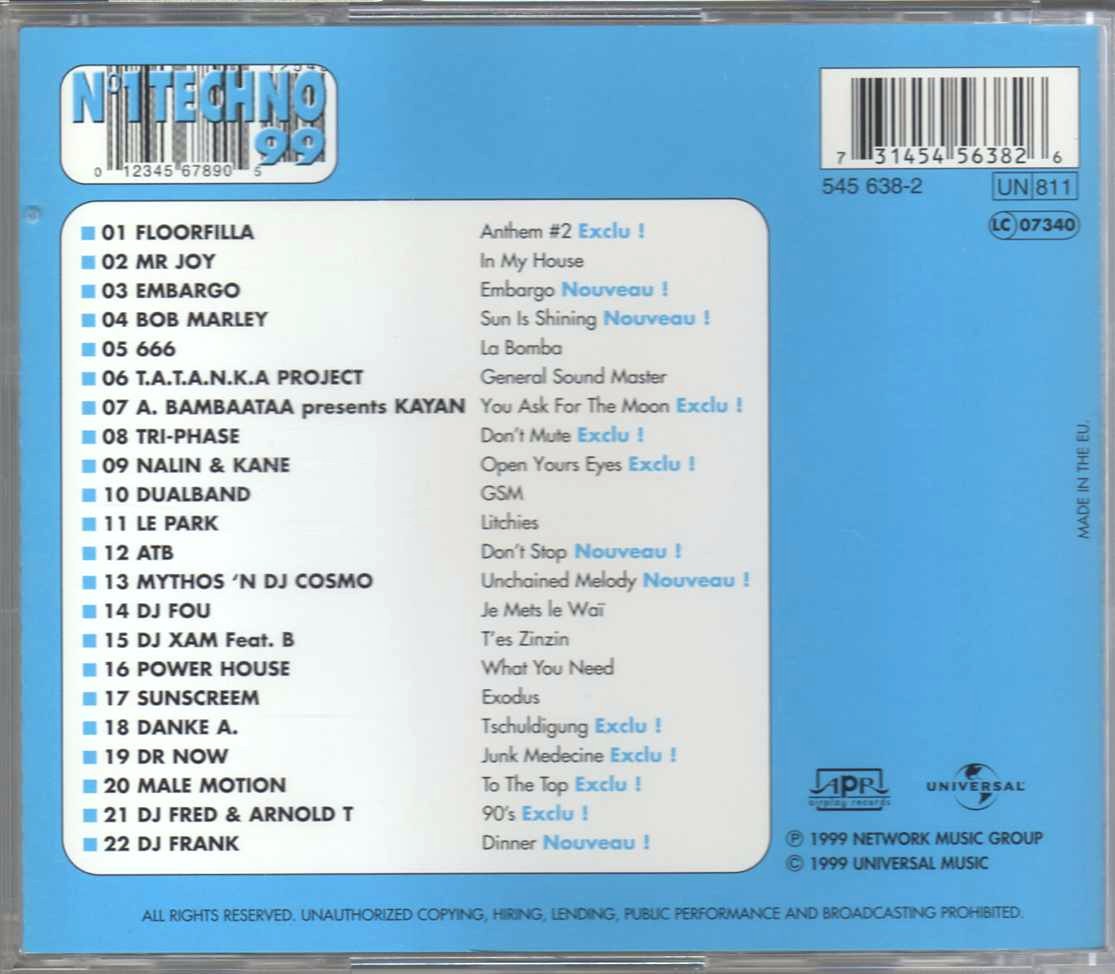 12345
N°1 TECHNO
99
0 12345 67890 5
7 31454 56382 6
545 638-2
UN 811
LC 07340
01 FLOORFILLA Anthem #2 Exclu !
02 MR JOY In My House
03 EMBARGO Embargo Nouveau !
04 BOB MARLEY Sun Is Shining Nouveau !
05 666 La Bomba
06 T.A.T.A.N.K.A PROJECT General Sound Master
07 A. BAMBAATAA presents KAYAN You Ask For The Moon Exclu !
08 TRI-PHASE Don't Mute Exclu !
09 NALIN & KANE Open Yours Eyes Exclu !
10 DUALBAND GSM
11 LE PARK Litchies
12 ATB Don't Stop Nouveau !
13 MYTHOS 'N DJ COSMO Unchained Melody Nouveau !
14 DJ FOU Je Mets le Waï
15 DJ XAM Feat. B T'es Zinzin
16 POWER HOUSE What You Need
17 SUNSCREEM Exodus
18 DANKE A. Tschuldigung Exclu !
19 DR NOW Junk Medecine Exclu !
20 MALE MOTION To The Top Exclu !
21 DJ FRED & ARNOLD T 90's Exclu !
22 DJ FRANK Dinner Nouveau !
MADE IN THE EU.
APR
airplay records
UNIVERSAL
℗ 1999 NETWORK MUSIC GROUP
© 1999 UNIVERSAL MUSIC
ALL RIGHTS RESERVED. UNAUTHORIZED COPYING, HIRING, LENDING, PUBLIC PERFORMANCE AND BROADCASTING PROHIBITED.